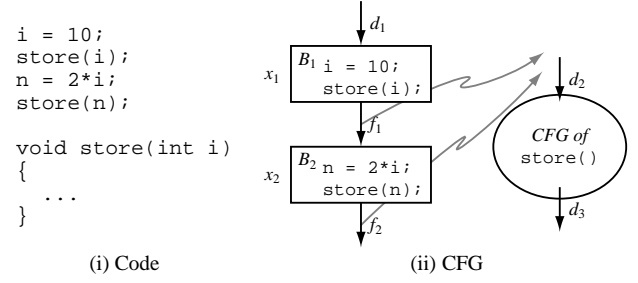 i = 10;
store(i);
n = 2*i;
store(n);
void store(int i)
{
...
}
(i) Code
d1
x1
B1 i = 10;
store(i);
f1
x2
B2 n = 2*i;
store(n);
f2
d2
CFG of
store()
d3
(ii) CFG